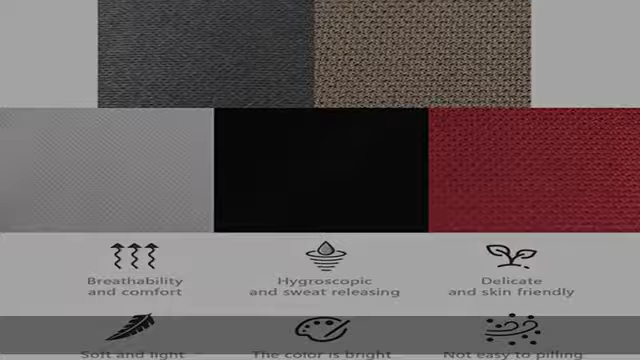 Breathability Hygroscopic Delicate
and comfort and sweat releasing and skin friendly
Soft and light The color is bright Not easy to pilling